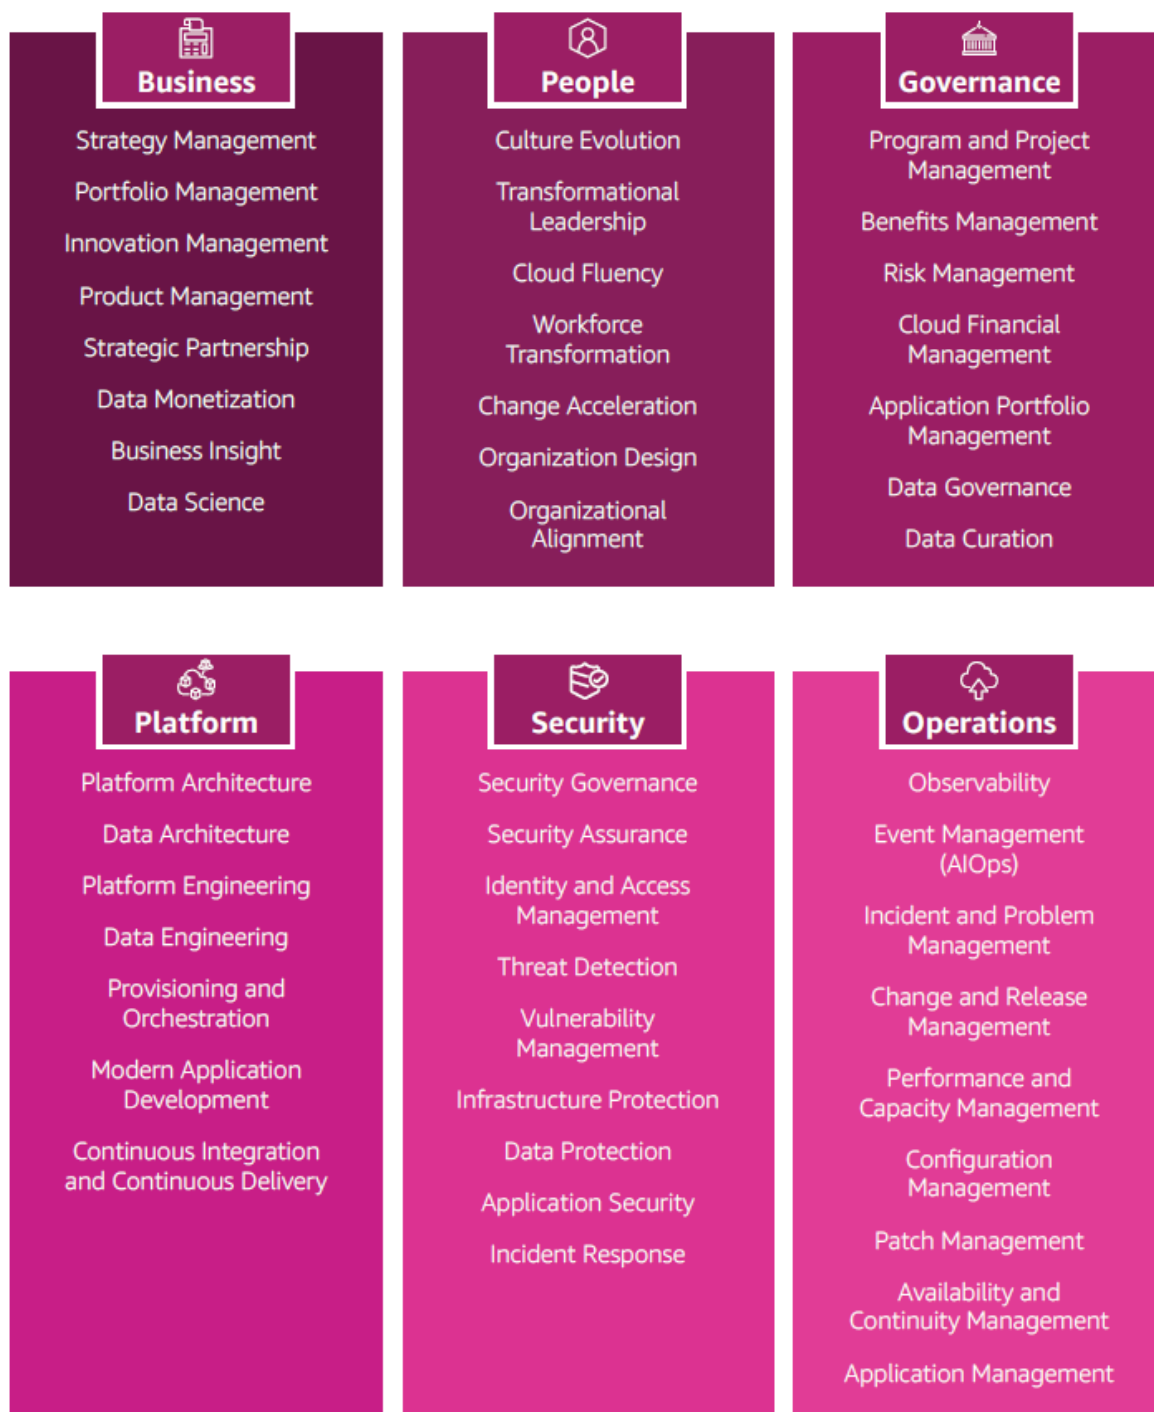 Business
Strategy Management
Portfolio Management
Innovation Management
Product Management
Strategic Partnership
Data Monetization
Business Insight
Data Science
People
Culture Evolution
Transformational
Leadership
Cloud Fluency
Workforce
Transformation
Change Acceleration
Organization Design
Organizational
Alignment
Governance
Program and Project
Management
Benefits Management
Risk Management
Cloud Financial
Management
Application Portfolio
Management
Data Governance
Data Curation
Platform
Platform Architecture
Data Architecture
Platform Engineering
Data Engineering
Provisioning and
Orchestration
Modern Application
Development
Continuous Integration
and Continuous Delivery
Security
Security Governance
Security Assurance
Identity and Access
Management
Threat Detection
Vulnerability
Management
Infrastructure Protection
Data Protection
Application Security
Incident Response
Operations
Observability
Event Management
(AIOps)
Incident and Problem
Management
Change and Release
Management
Performance and
Capacity Management
Configuration
Management
Patch Management
Availability and
Continuity Management
Application Management